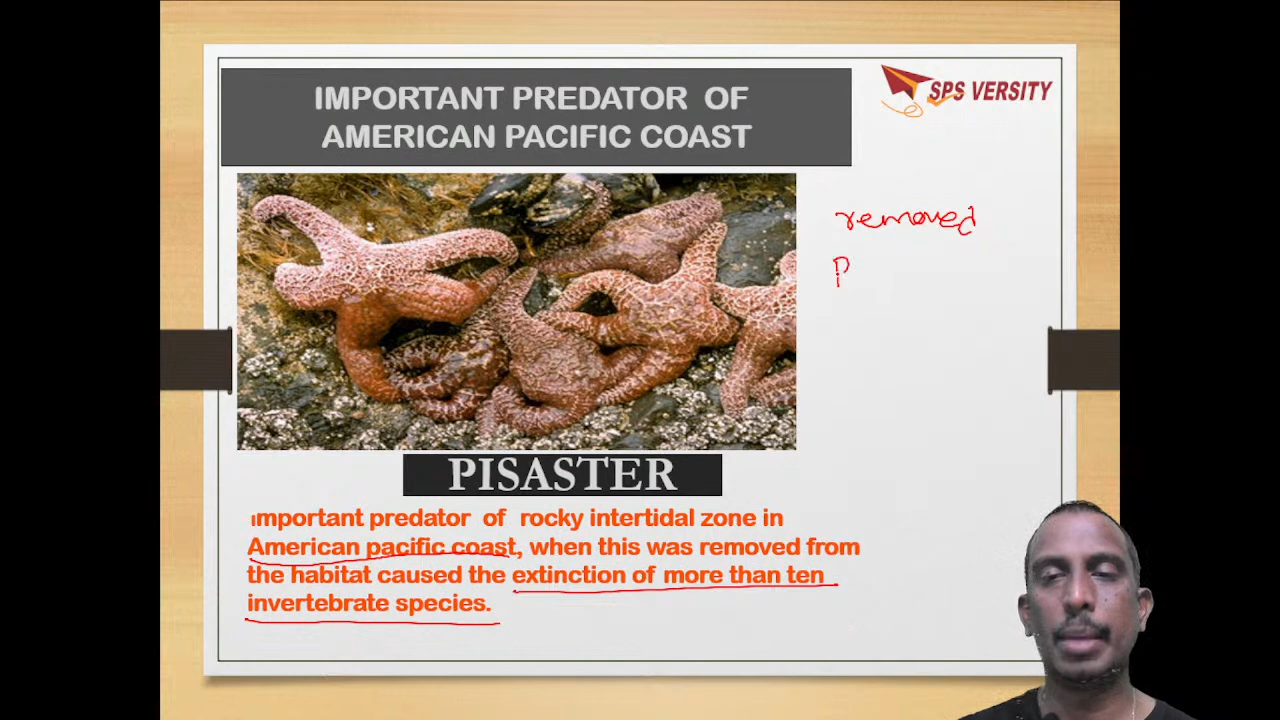 IMPORTANT PREDATOR OF
AMERICAN PACIFIC COAST
SPS VERSITY
removed
P
PISASTER
important predator of rocky intertidal zone in
American pacific coast, when this was removed from
the habitat caused the extinction of more than ten
invertebrate species.